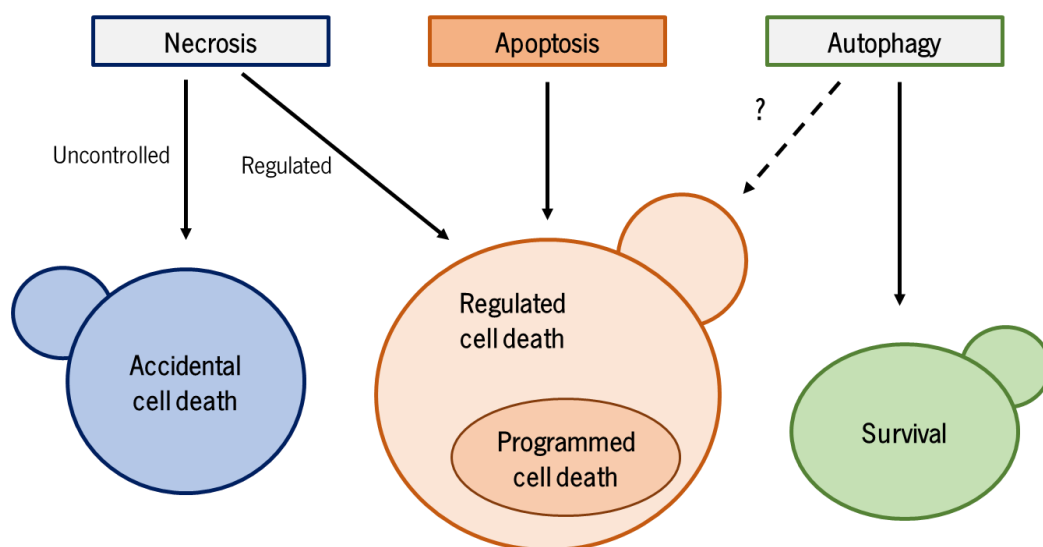 Necrosis
Apoptosis
Autophagy
?
Uncontrolled
Regulated
Regulated
cell death
Accidental
cell death
Programmed
cell death
Survival